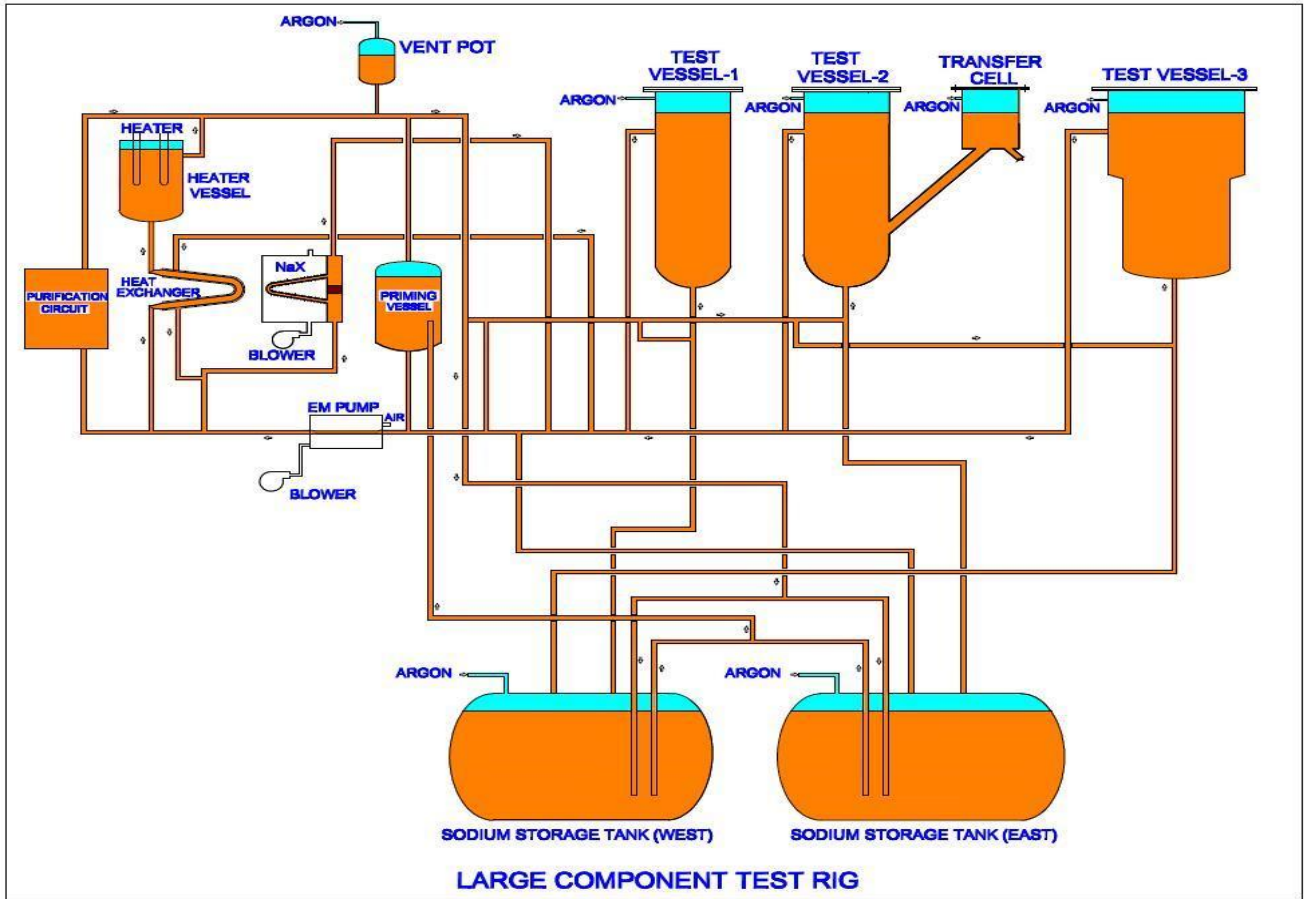 ARGON
VENT POT
TEST
VESSEL-1
TEST
VESSEL-2
TRANSFER
CELL
TEST VESSEL-3
ARGON
ARGON
ARGON
ARGON
HEATER
HEATER
VESSEL
NaX
HEAT
EXCHANGER
PURIFICATION
CIRCUIT
PRIMING
VESSEL
BLOWER
EM PUMP
AIR
BLOWER
ARGON
ARGON
SODIUM STORAGE TANK (WEST)
SODIUM STORAGE TANK (EAST)
LARGE COMPONENT TEST RIG